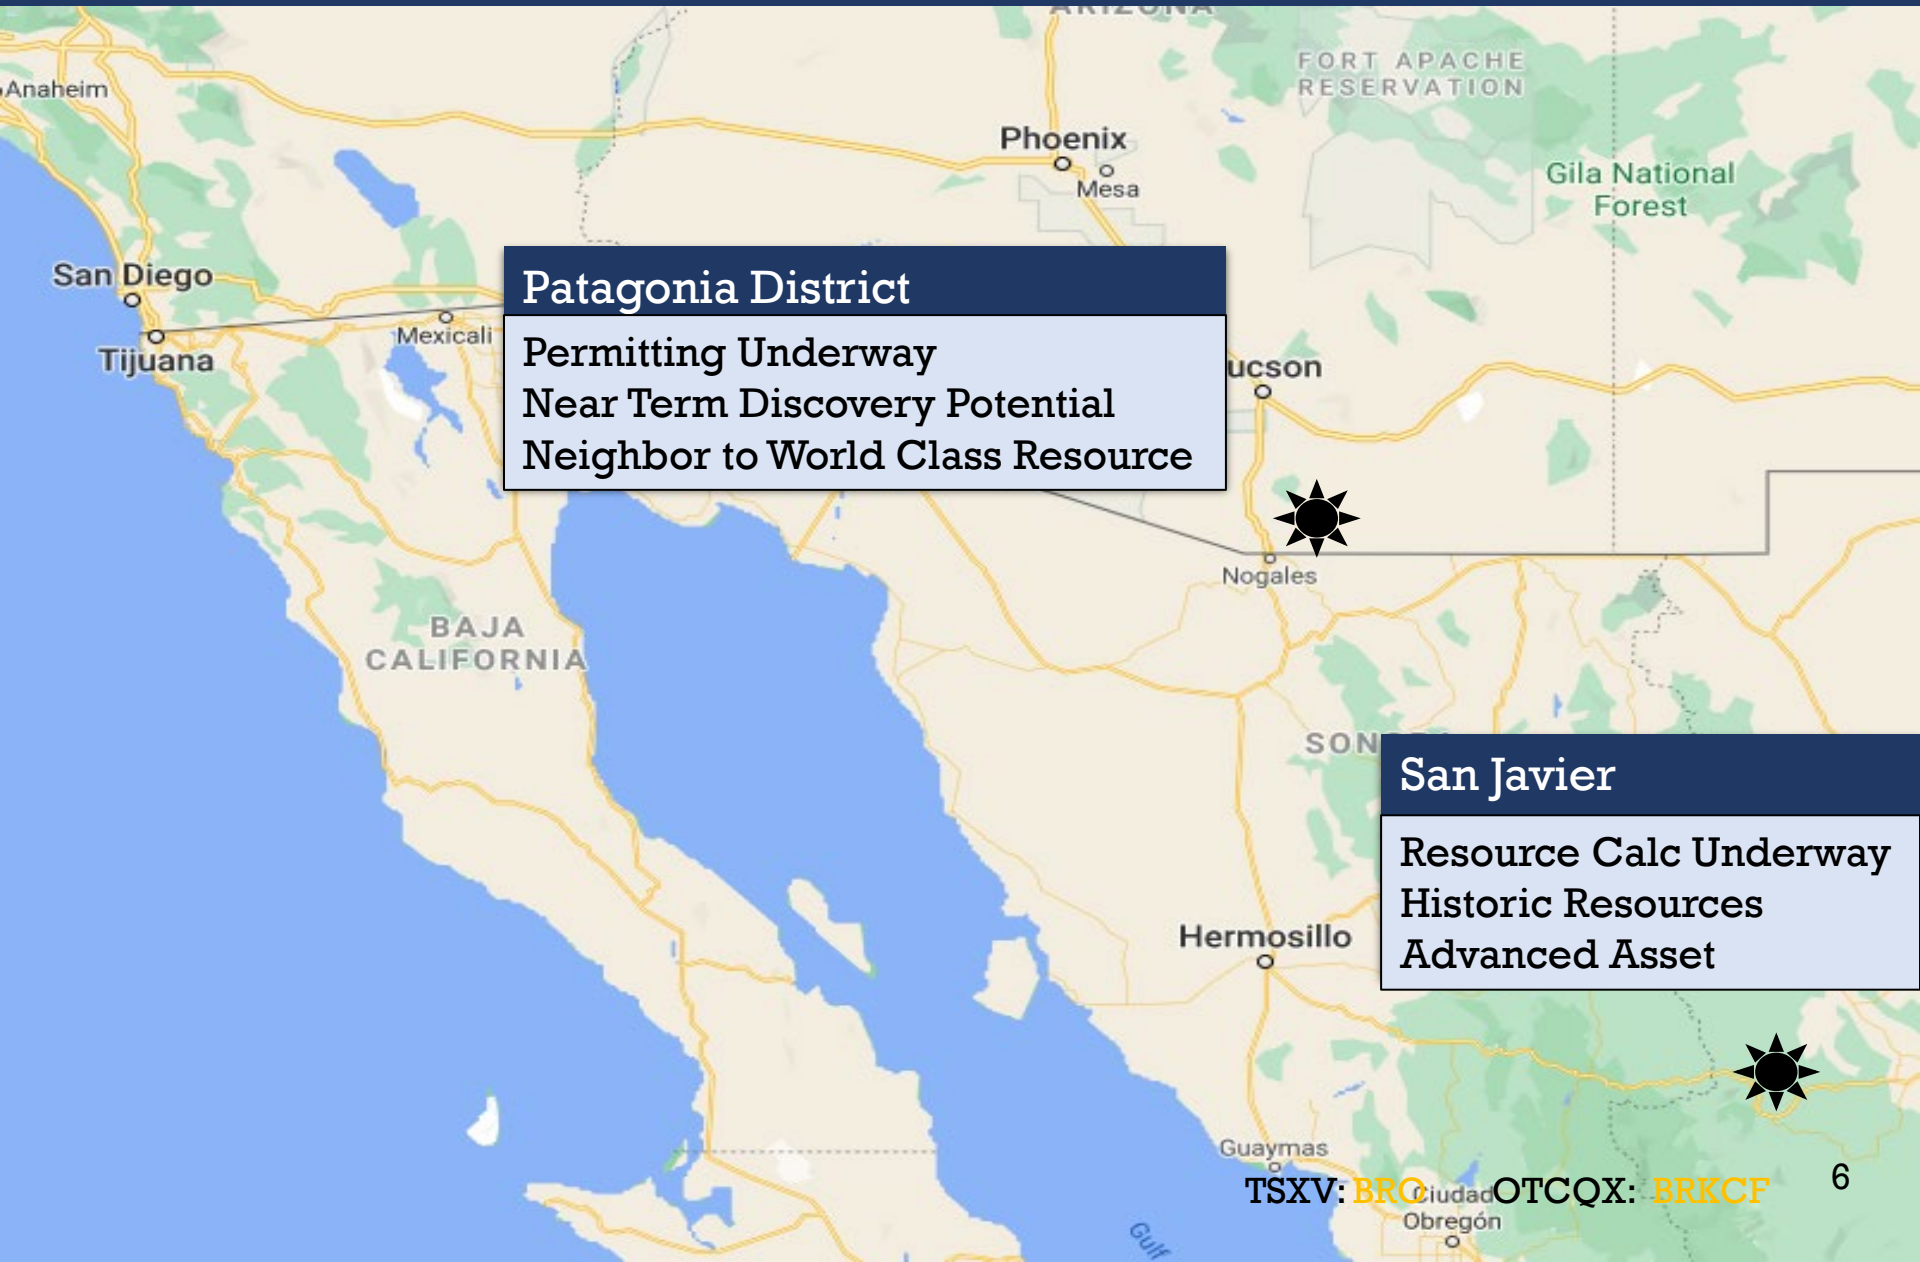 ARIZONA
Anaheim
FORT APACHE
RESERVATION
Phoenix
Mesa
Gila National
Forest
San Diego
Mexicali
Tijuana
Patagonia District
Permitting Underway
Near Term Discovery Potential
Neighbor to World Class Resource
ucson
Nogales
BAJA
CALIFORNIA
SON
San Javier
Resource Calc Underway
Historic Resources
Advanced Asset
Hermosillo
Guaymas
TSXV: BRO OTCQX: BRKCF
6
Ciudad
Obregón
Gulf